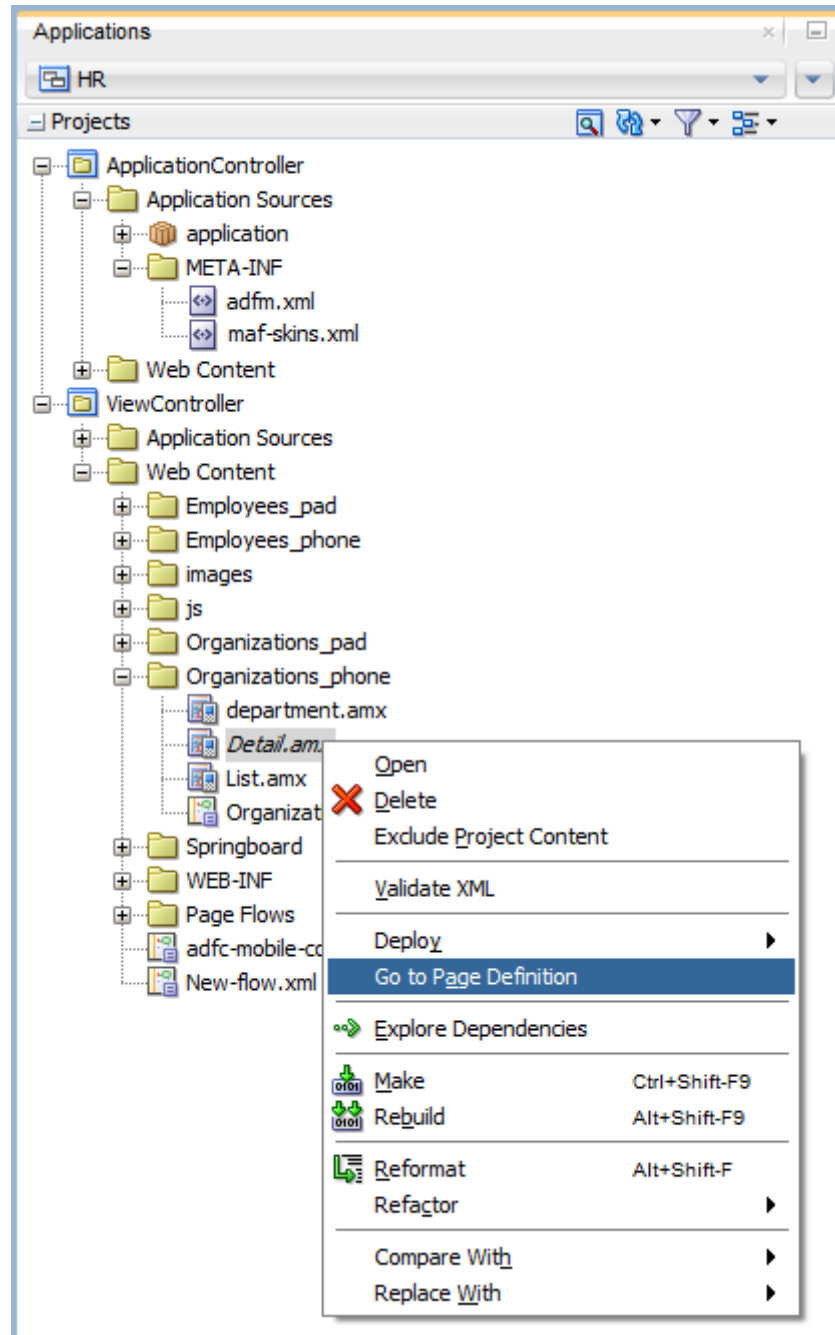 Applications
HR
Projects
ApplicationController
Application Sources
application
META-INF
adfm.xml
maf-skins.xml
Web Content
ViewController
Application Sources
Web Content
Employees_pad
Employees_phone
images
js
Organizations_pad
Organizations_phone
department.amx
Detail.am
List.amx
Organizat
Springboard
WEB-INF
Page Flows
adfc-mobile-co
New-flow.xml
Open
Delete
Exclude Project Content
Validate XML
Deploy
Go to Page Definition
Explore Dependencies
Make Ctrl+Shift-F9
Rebuild Alt+Shift-F9
Reformat Alt+Shift-F
Refactor
Compare With
Replace With